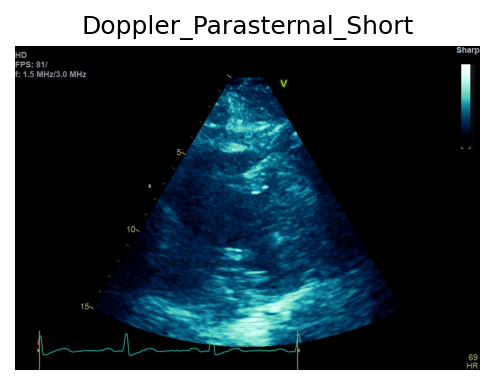 Doppler_Parasternal_Short
HD
FPS: 81/
f: 1.5 MHz/3.0 MHz
Sharp
V
5
10
15
69
HR